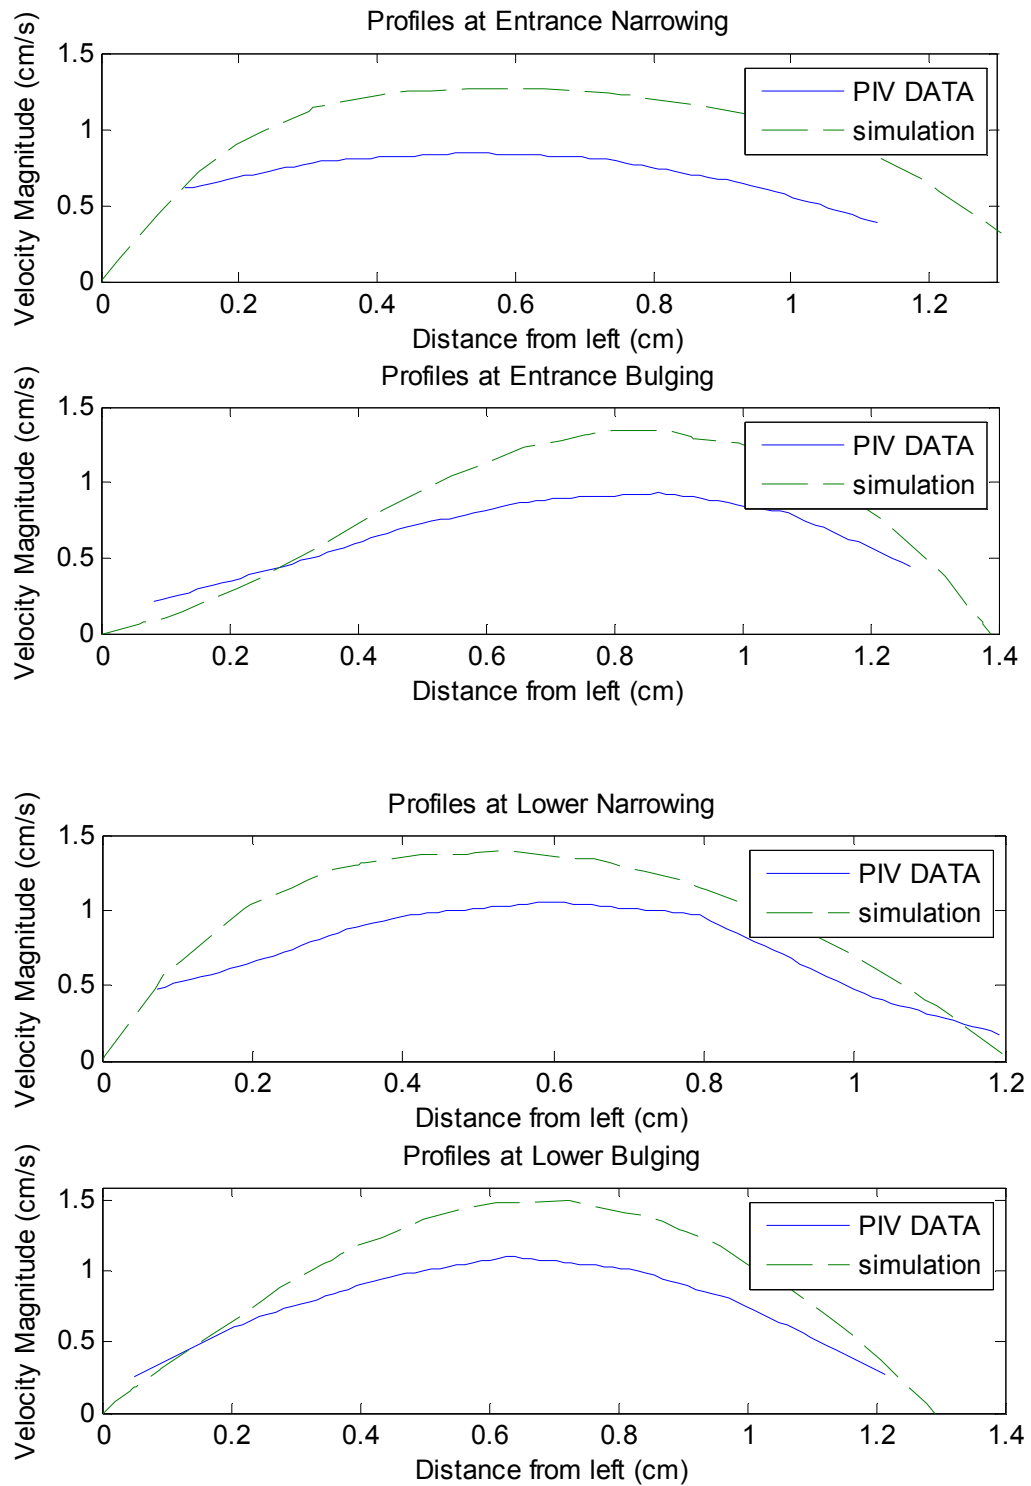 Profiles at Entrance Narrowing
Velocity Magnitude (cm/s)
1.5
1
0.5
0
PIV DATA
simulation
0 0.2 0.4 0.6 0.8 1 1.2
Distance from left (cm)
Profiles at Entrance Bulging
Velocity Magnitude (cm/s)
1.5
1
0.5
0
PIV DATA
simulation
0 0.2 0.4 0.6 0.8 1 1.2 1.4
Distance from left (cm)
Profiles at Lower Narrowing
Velocity Magnitude (cm/s)
1.5
1
0.5
0
PIV DATA
simulation
0 0.2 0.4 0.6 0.8 1 1.2
Distance from left (cm)
Profiles at Lower Bulging
Velocity Magnitude (cm/s)
1.5
1
0.5
0
PIV DATA
simulation
0 0.2 0.4 0.6 0.8 1 1.2 1.4
Distance from left (cm)